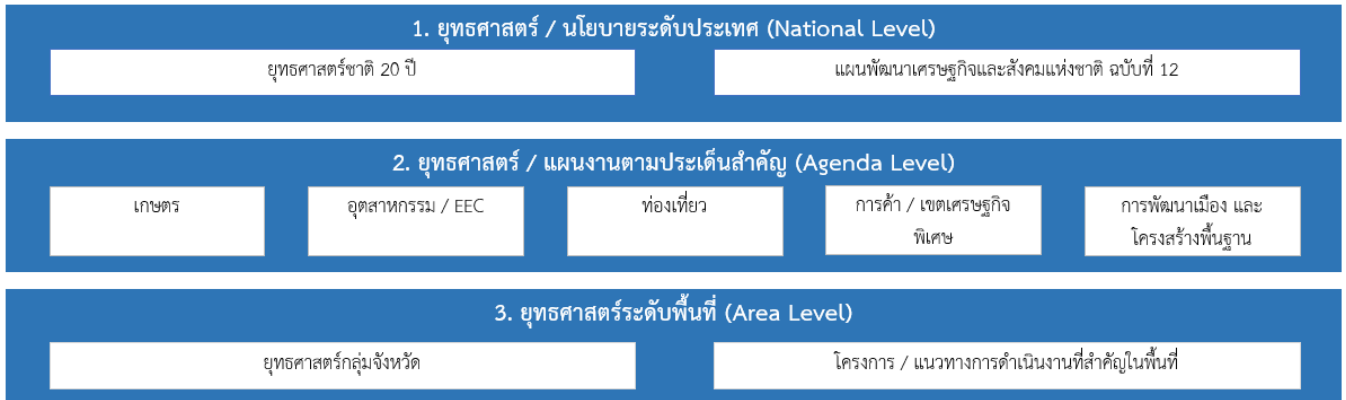 1. ยุทธศาสตร์ / นโยบายระดับประเทศ (National Level)
ยุทธศาสตร์ชาติ 20 ปี
แผนพัฒนาเศรษฐกิจและสังคมแห่งชาติ ฉบับที่ 12
2. ยุทธศาสตร์ / แผนงานตามประเด็นสำคัญ (Agenda Level)
เกษตร
อุตสาหกรรม / EEC
ท่องเที่ยว
การค้า / เขตเศรษฐกิจ
พิเศษ
การพัฒนาเมือง และ
โครงสร้างพื้นฐาน
3. ยุทธศาสตร์ระดับพื้นที่ (Area Level)
ยุทธศาสตร์กลุ่มจังหวัด
โครงการ / แนวทางการดำเนินงานที่สำคัญในพื้นที่